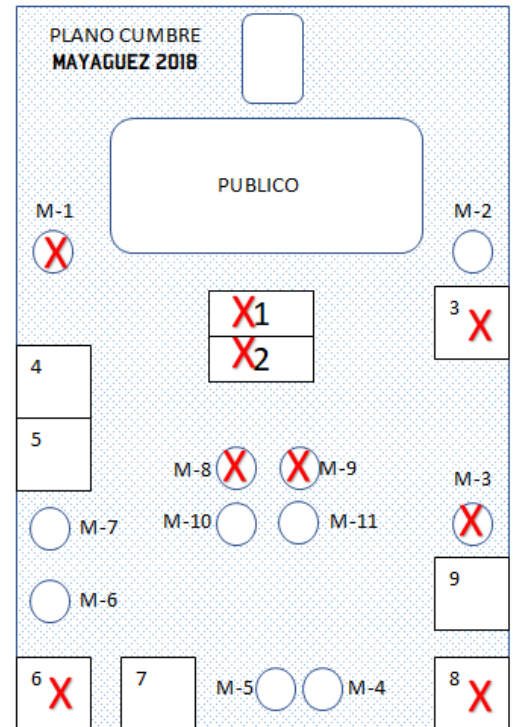 PLANO CUMBRE
MAYAGUEZ 2018
PUBLICO
M-1
M-2
X
X1
3 X
X2
4
5
M-8 X X M-9
M-3
M-7
M-10
M-11
X
M-6
9
6 X
7
M-5
M-4
8 X